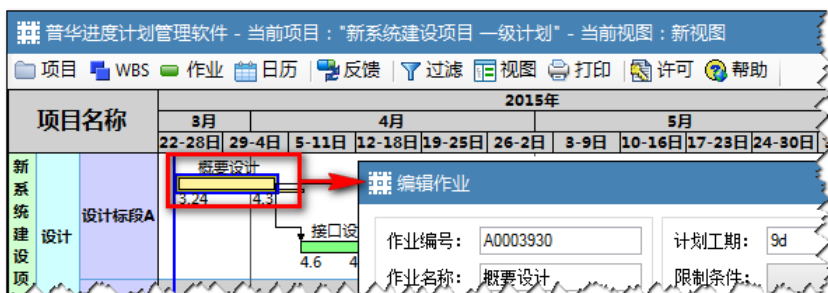 普华进度计划管理软件 - 当前项目："新系统建设项目 —级计划" - 当前视图：新视图
项目 WBS 作业 日历 反馈 过滤 视图 打印 许可 帮助
项目名称
2015年
3月 4月 5月
22-28日 29-4日 5-11日 12-18日 19-25日 26-2日 3-9日 10-16日 17-23日 24-30日
新系统建设项
设计
设计标段A
概要设计
3.24 4.3
接口设
4.6 4
编辑作业
作业编号： A0003930 计划工期： 9d
作业名称： 概要设计 限制条件：